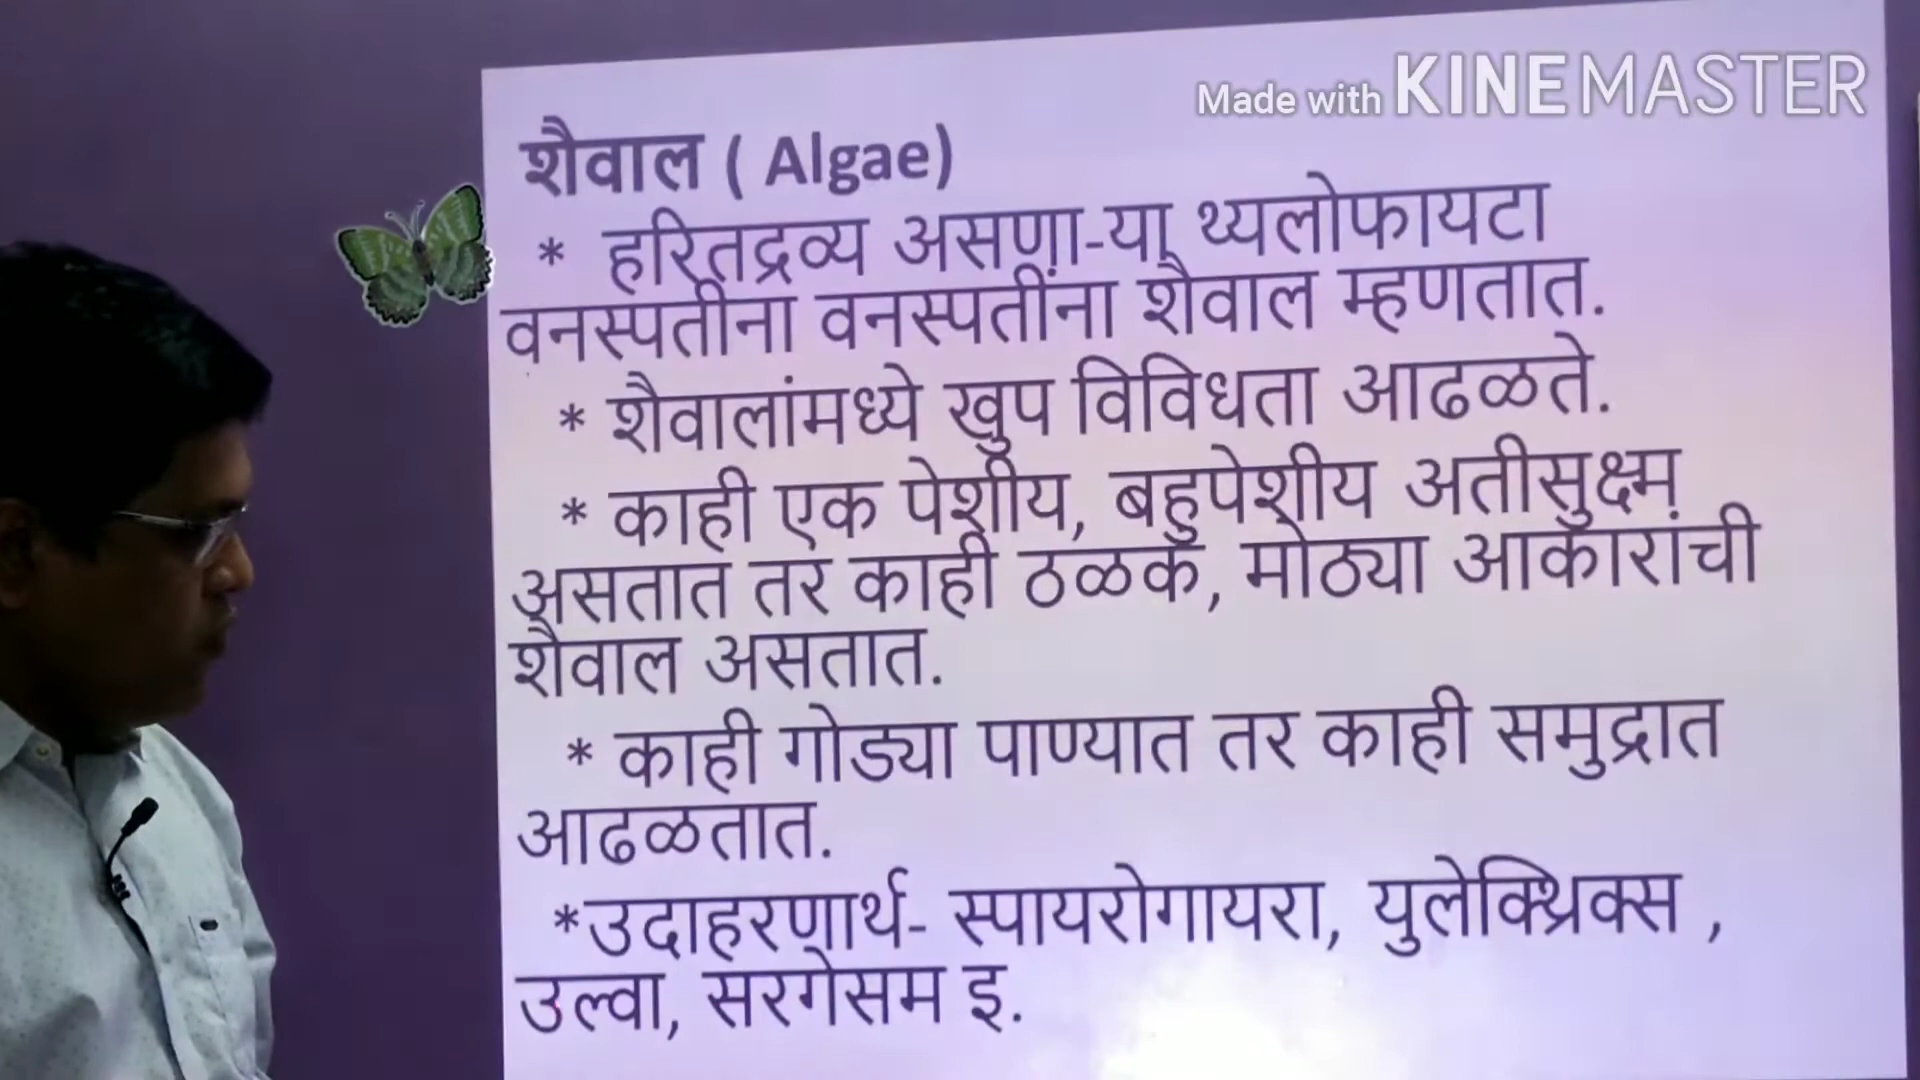 Made with KINEMASTER
शैवाल ( Algae)
* हरितद्रव्य असणा-या थ्यलोफायटा
वनस्पतींना वनस्पतींना शैवाल म्हणतात.
* शैवालांमध्ये खुप विविधता आढळते.
* काही एक पेशीय, बहुपेशीय अतीसुक्ष्म
असतात तर काही ठळक, मोठ्या आकारांची
शैवाल असतात.
* काही गोड्या पाण्यात तर काही समुद्रात
आढळतात.
*उदाहरणार्थ- स्पायरोगायरा, युलेक्थ्रिक्स ,
उल्वा, सरगेसम इ.